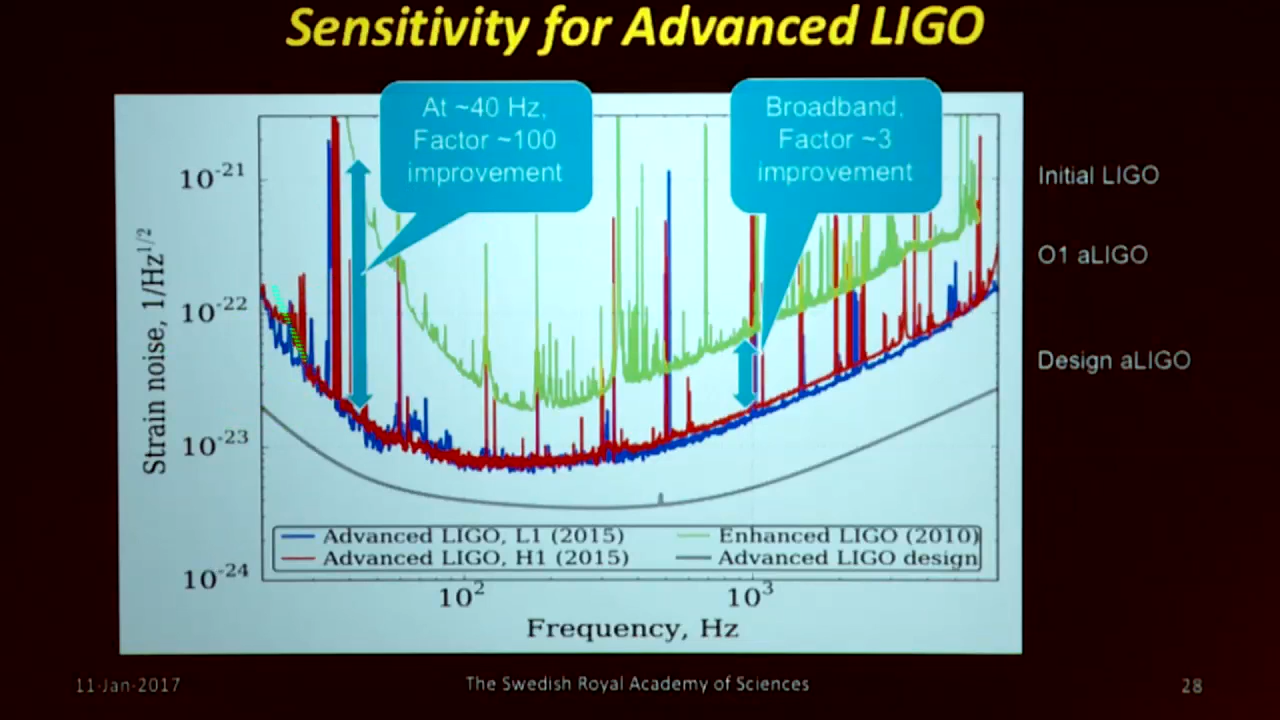 Sensitivity for Advanced LIGO
At ~40 Hz,
Factor ~100
improvement
Broadband,
Factor ~3
improvement
10-21
10-22
10-23
10-24
Strain noise, 1/Hz1/2
Initial LIGO
O1 aLIGO
Design aLIGO
Advanced LIGO, L1 (2015)
Advanced LIGO, H1 (2015)
Enhanced LIGO (2010)
Advanced LIGO design
102
103
Frequency, Hz
11-Jan-2017
The Swedish Royal Academy of Sciences
28